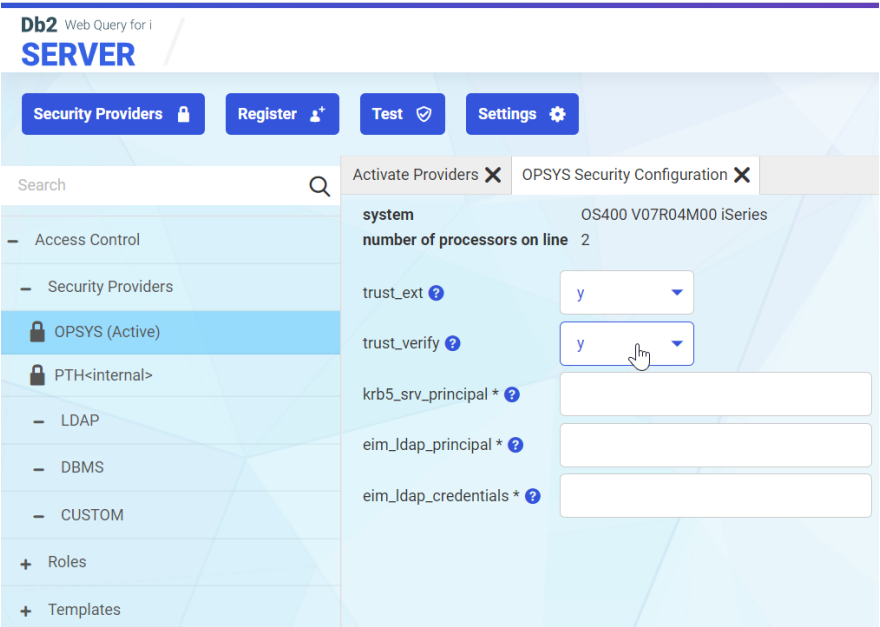 Db2 Web Query for i
SERVER
Security Providers
Register
Test
Settings
Search
Activate Providers
OPSYS Security Configuration
system OS400 V07R04M00 iSeries
number of processors on line 2
Access Control
Security Providers
OPSYS (Active)
PTH<internal>
LDAP
DBMS
CUSTOM
Roles
Templates
trust_ext ? y
trust_verify ? y
krb5_srv_principal * ?
eim_ldap_principal * ?
eim_ldap_credentials * ?